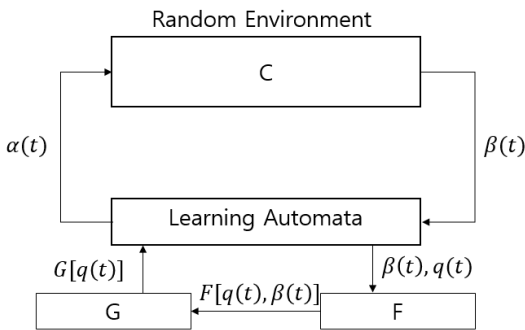 Random Environment
C
α(t)
β(t)
Learning Automata
G[q(t)]
F[q(t), β(t)]
β(t), q(t)
G
F